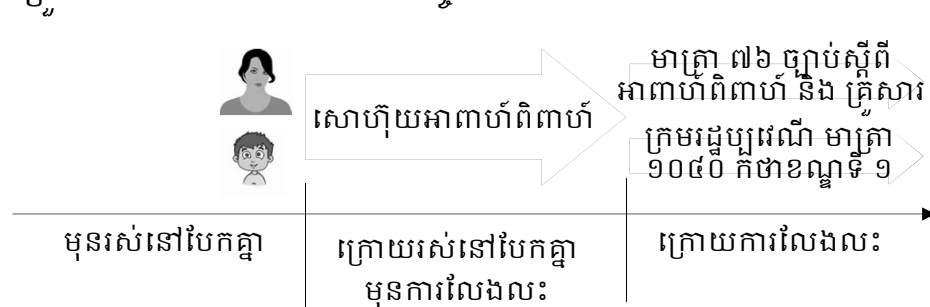 មាត្រា ៧៦ ច្បាប់ស្តីពី
អាពាហ៍ពិពាហ៍ និង គ្រួសារ
សោហ៊ុយអាពាហ៍ពិពាហ៍
ក្រមរដ្ឋប្បវេណី មាត្រា
១០៤០ កថាខណ្ឌទី ១
មុនរស់នៅបែកគ្នា
ក្រោយរស់នៅបែកគ្នា
មុនការលែងលះ
ក្រោយការលែងលះ